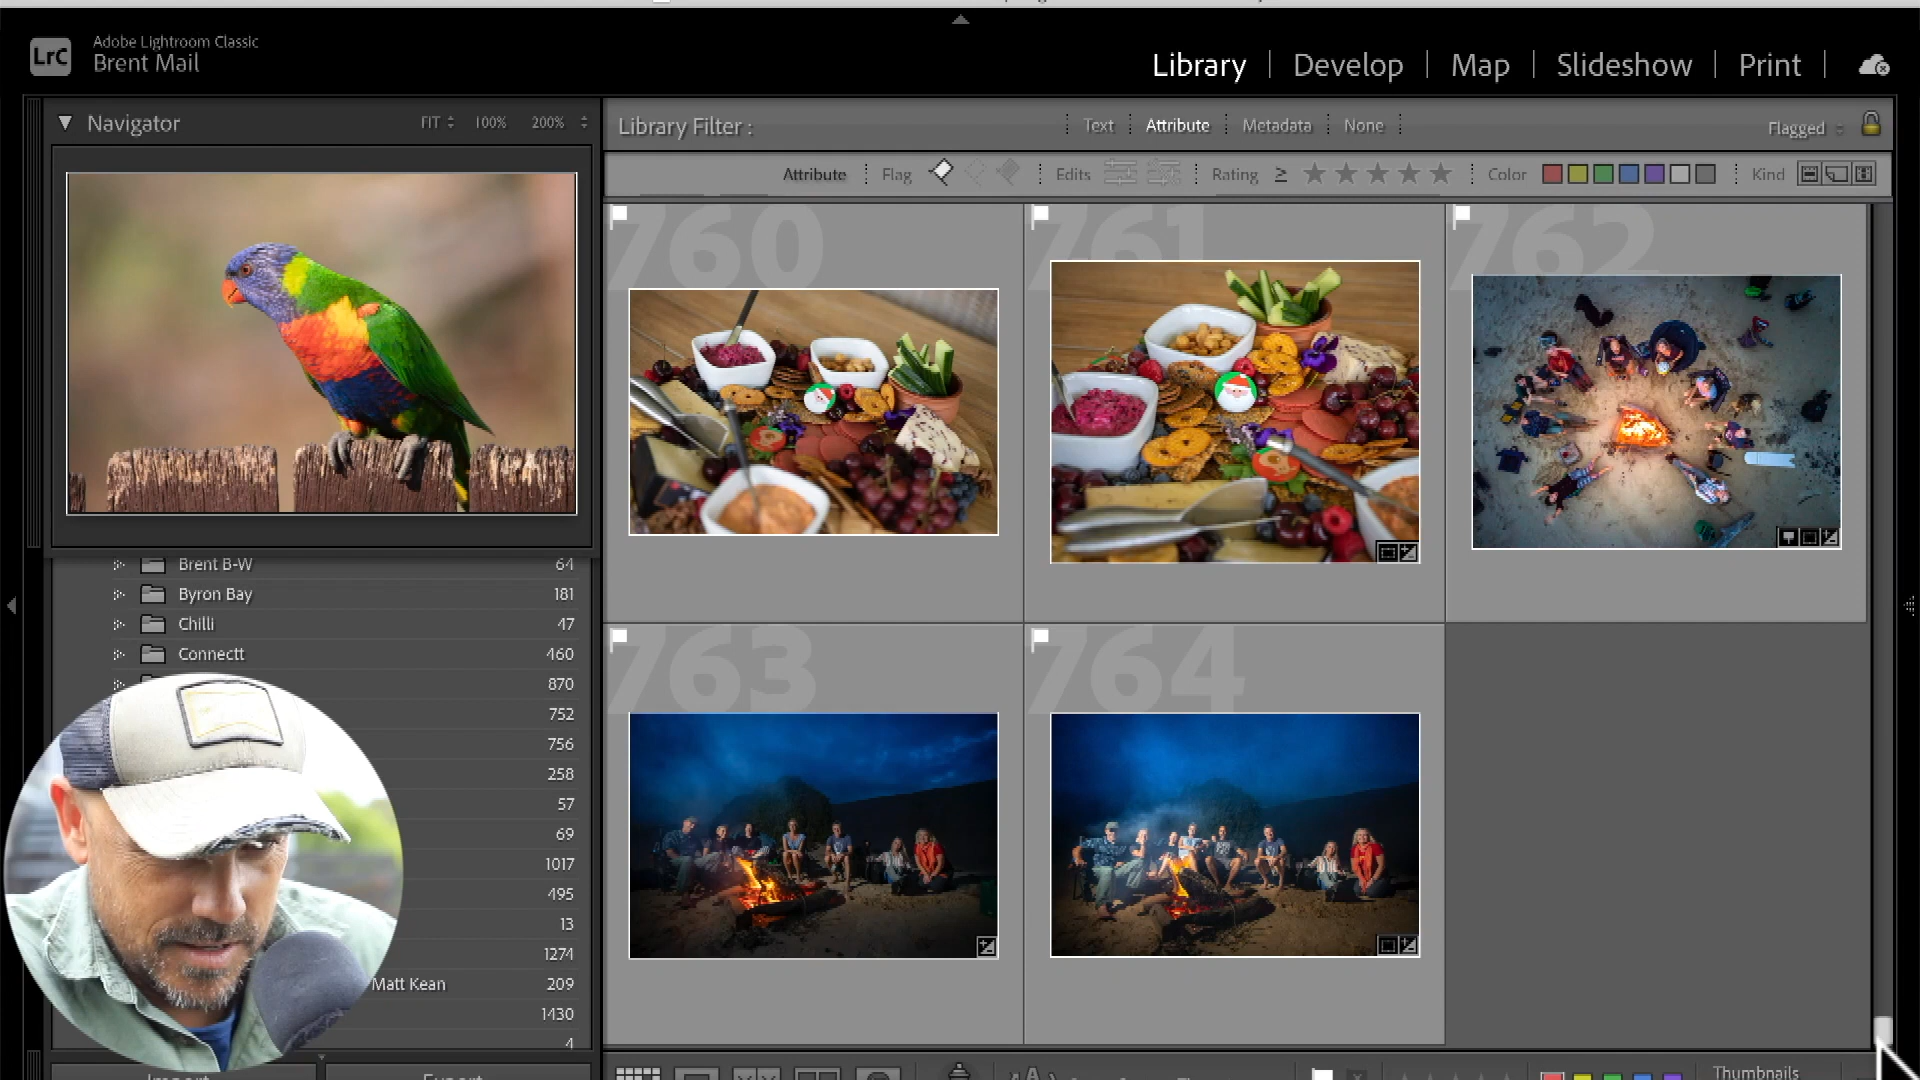 LrC
Adobe Lightroom Classic
Brent Mail
Library
Develop
Map
Slideshow
Print
Navigator
FIT
100%
200%
Library Filter :
Text
Attribute
Metadata
None
Flagged
Attribute
Flag
Edits
Rating
≥
Color
Kind
760
761
762
763
764
Brent B-W 64
Byron Bay 181
Chilli 47
Connectt 460
870
752
756
258
57
69
1017
495
13
1274
Matt Kean 209
1430
4
Import
Export
Thumbnails